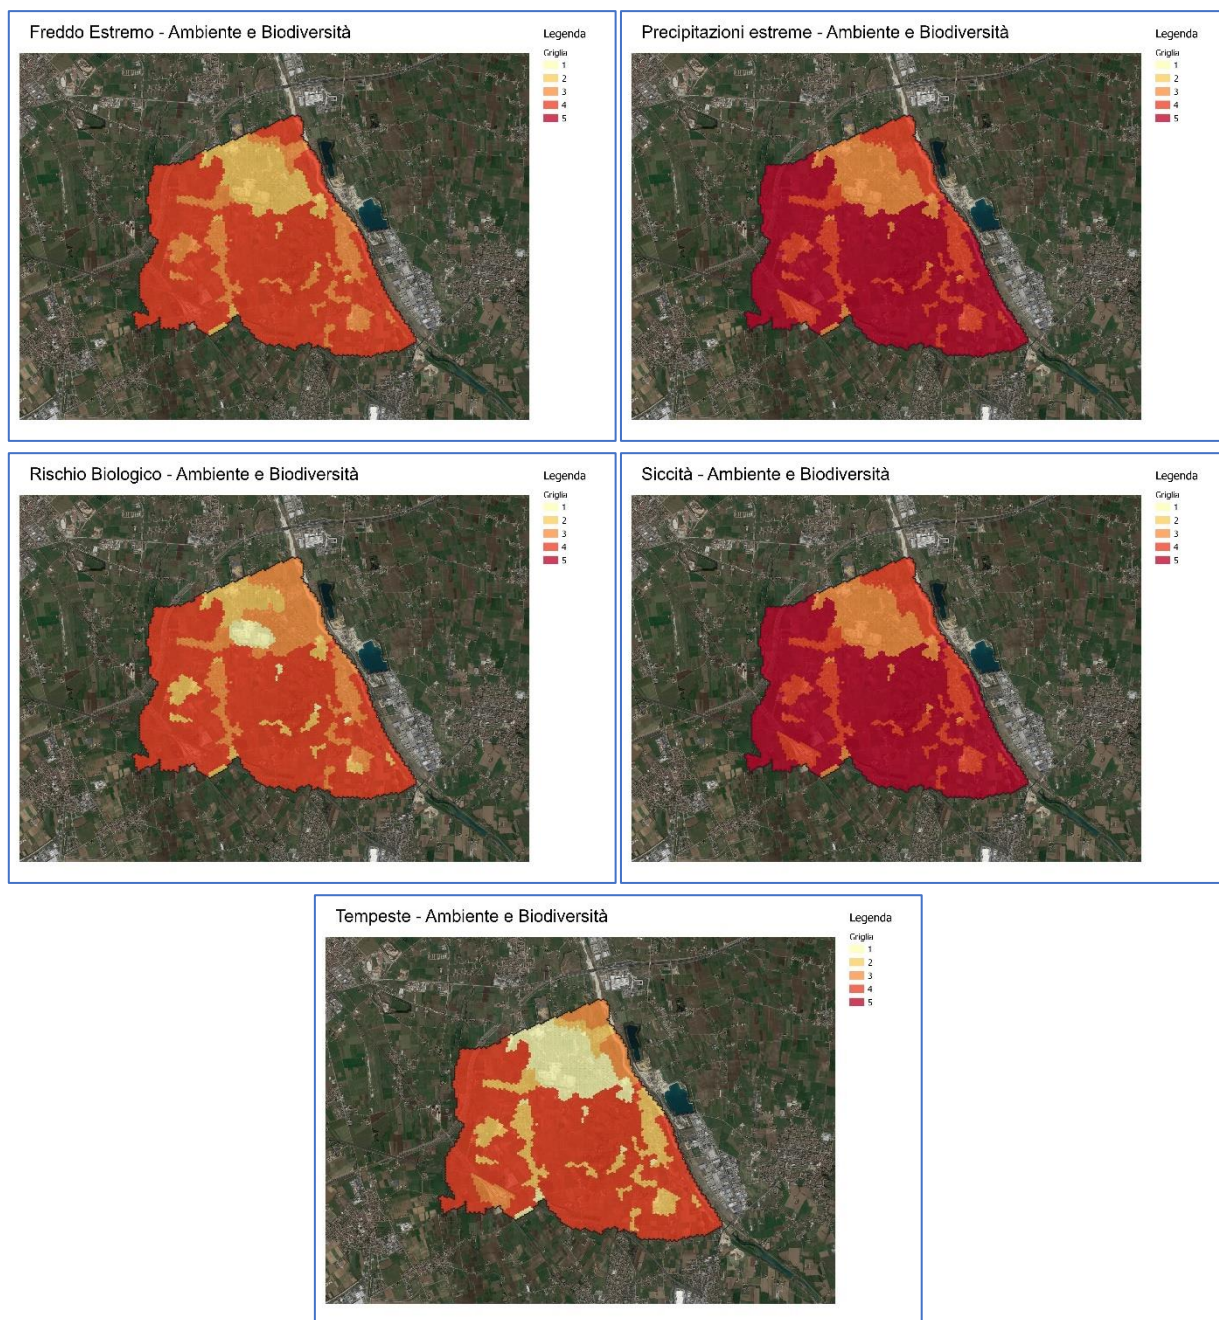 Freddo Estremo - Ambiente e Biodiversità
Legenda
Griglia
1
2
3
4
5
Precipitazioni estreme - Ambiente e Biodiversità
Legenda
Griglia
1
2
3
4
5
Rischio Biologico - Ambiente e Biodiversità
Legenda
Griglia
1
2
3
4
5
Siccità - Ambiente e Biodiversità
Legenda
Griglia
1
2
3
4
5
Tempeste - Ambiente e Biodiversità
Legenda
Griglia
1
2
3
4
5